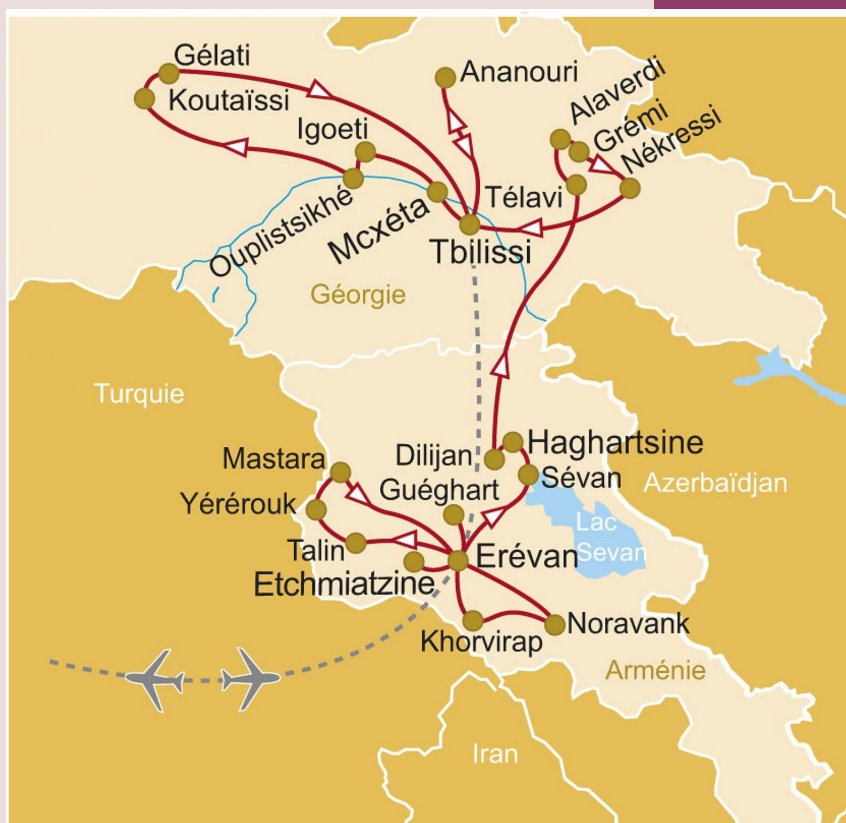 Gélati
Ananouri
Koutaïssi
Alaverdi
Igoeti
Grémi
Nékressi
Télavi
Mcxéta
Ouplistsikhé
Tbilissi
Géorgie
Turquie
Haghartsine
Dilijan
Mastara
Sévan
Azerbaïdjan
Guéghart
Yérérouk
Lac
Sevan
Talin
Erévan
Etchmiatzine
Noravank
Khorvirap
Arménie
Iran